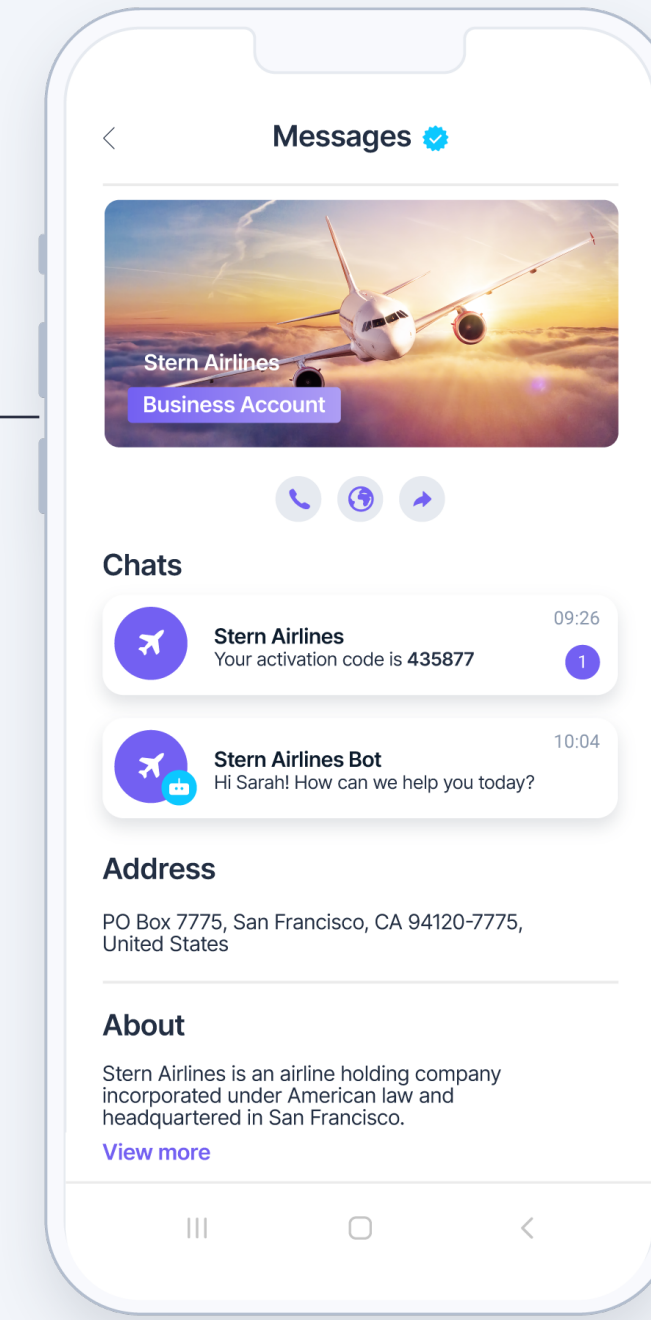 Messages
Stern Airlines
Business Account
Chats
09:26
Stern Airlines
Your activation code is 435877
1
10:04
Stern Airlines Bot
Hi Sarah! How can we help you today?
Address
PO Box 7775, San Francisco, CA 94120-7775,
United States
About
Stern Airlines is an airline holding company
incorporated under American law and
headquartered in San Francisco.
View more